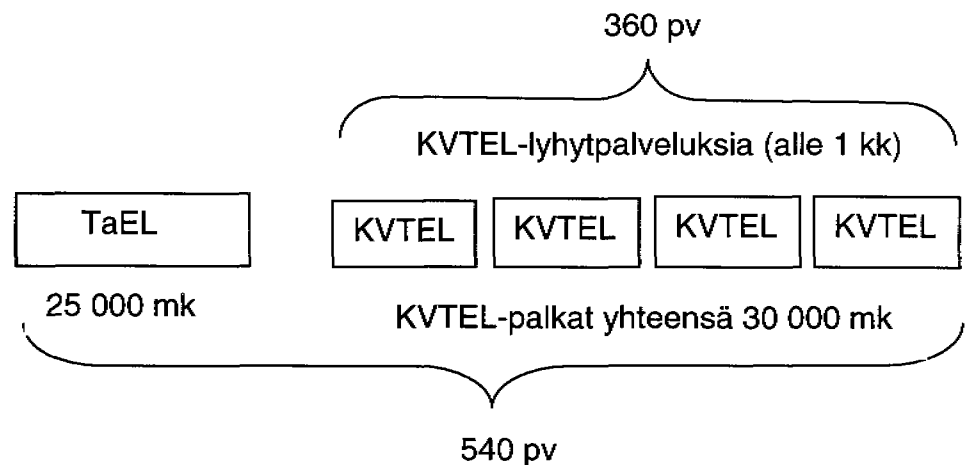 360 pv
KVTEL-lyhytpalveluksia (alle 1 kk)
TaEL KVTEL KVTEL KVTEL KVTEL
25 000 mk KVTEL-palkat yhteensä 30 000 mk
540 pv